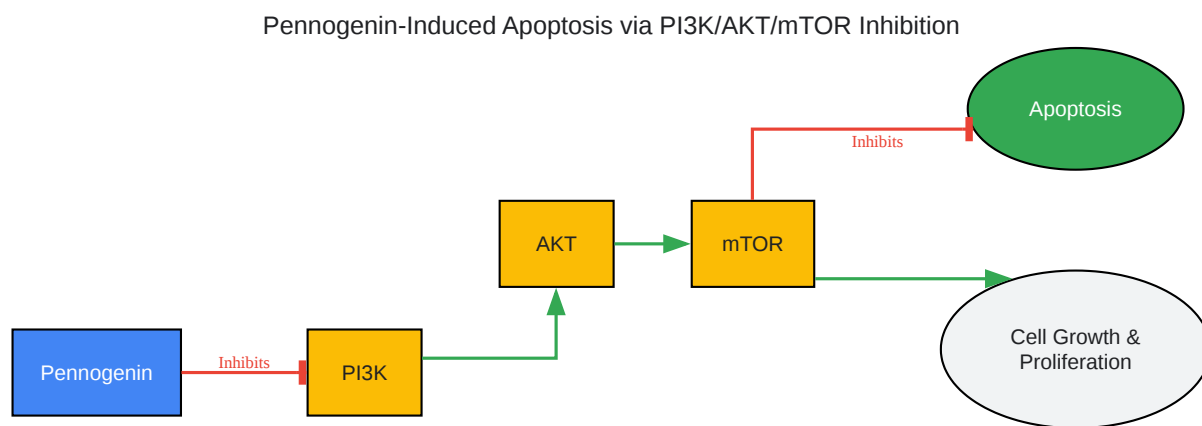 Pennogenin-Induced Apoptosis via PI3K/AKT/mTOR Inhibition
Apoptosis
Inhibits
AKT
mTOR
Cell Growth &
Proliferation
Pennogenin
Inhibits
PI3K